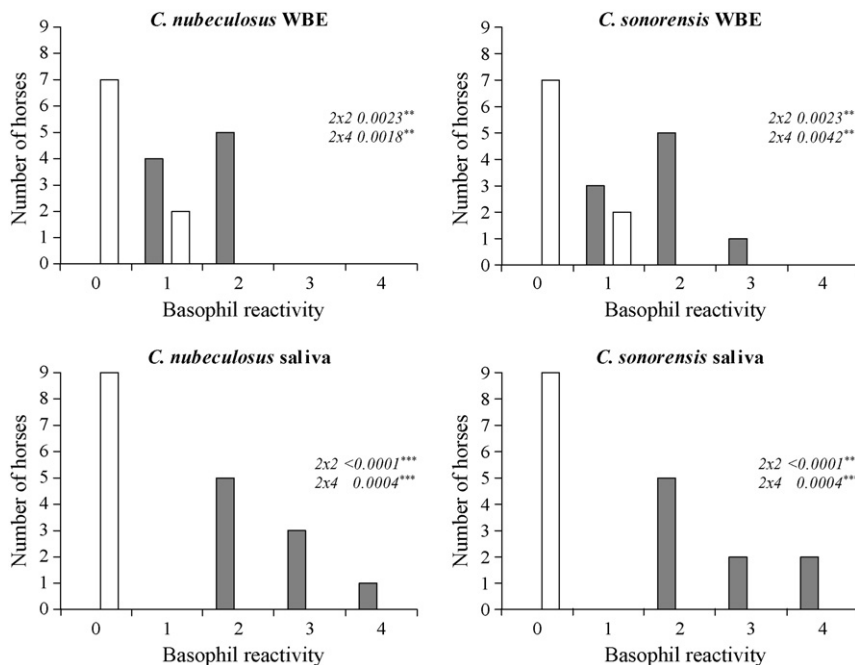 C. nubeculosus WBE
Number of horses
9
8
7
6
5
4
3
2
1
0
2x2 0.0023**
2x4 0.0018**
0 1 2 3 4
Basophil reactivity
C. sonorensis WBE
Number of horses
9
8
7
6
5
4
3
2
1
0
2x2 0.0023**
2x4 0.0042**
0 1 2 3 4
Basophil reactivity
C. nubeculosus saliva
Number of horses
9
8
7
6
5
4
3
2
1
0
2x2 <0.0001***
2x4 0.0004***
0 1 2 3 4
Basophil reactivity
C. sonorensis saliva
Number of horses
9
8
7
6
5
4
3
2
1
0
2x2 <0.0001**
2x4 0.0004***
0 1 2 3 4
Basophil reactivity